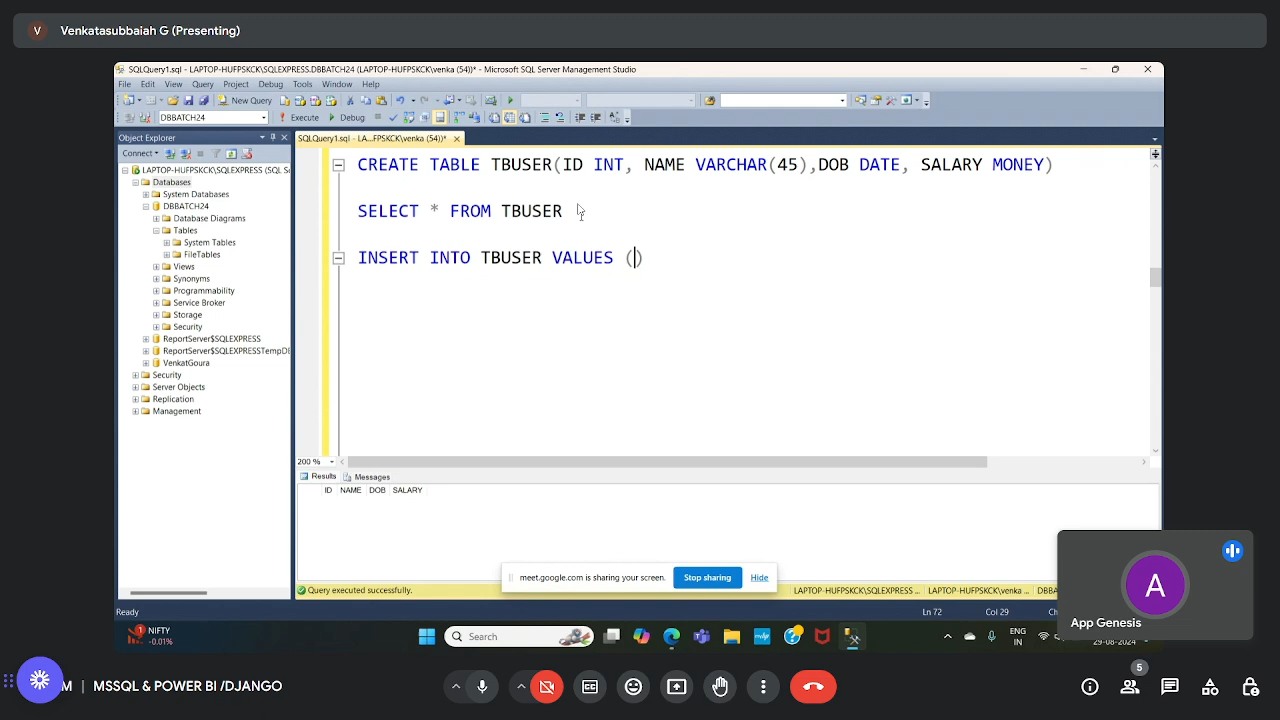 V Venkatasubbaiah G (Presenting)
SQLQuery1.sql - LAPTOP-HUFPSKCK\SQLEXPRESS.DBBATCH24 (LAPTOP-HUFPSKCK\venka (54))* - Microsoft SQL Server Management Studio
File Edit View Query Project Debug Tools Window Help
New Query
DBBATCH24 Execute Debug
Object Explorer
SQLQuery1.sql - LA...FPSKCK\venka (54))*
Connect
LAPTOP-HUFPSKCK\SQLEXPRESS (SQL S
Databases
System Databases
DBBATCH24
Database Diagrams
Tables
System Tables
FileTables
Views
Synonyms
Programmability
Service Broker
Storage
Security
ReportServer$SQLEXPRESS
ReportServer$SQLEXPRESSTempDB
VenkatGoura
Security
Server Objects
Replication
Management
CREATE TABLE TBUSER(ID INT, NAME VARCHAR(45),DOB DATE, SALARY MONEY)
SELECT * FROM TBUSER
INSERT INTO TBUSER VALUES ()
200 %
Results Messages
ID NAME DOB SALARY
meet.google.com is sharing your screen. Stop sharing Hide
Query executed successfully. LAPTOP-HUFPSKCK\SQLEXPRESS ... LAPTOP-HUFPSKCK\venka ... DBBA
Ready Ln 72 Col 29 Ch
A
App Genesis
1 NIFTY
-0.01%
Search
ENG
IN
29-08-2024
5
M | MSSQL & POWER BI /DJANGO